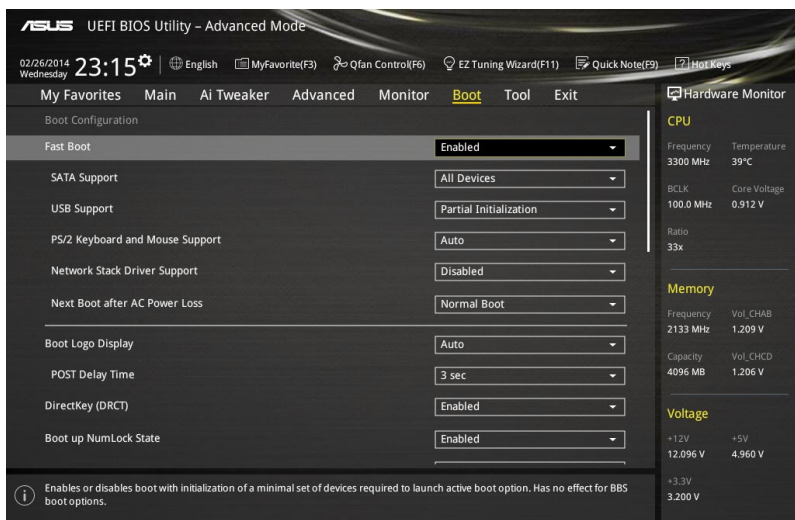 ASUS UEFI BIOS Utility – Advanced Mode
02/26/2014
Wednesday
23:15
English
MyFavorite(F3)
Qfan Control(F6)
EZ Tuning Wizard(F11)
Quick Note(F9)
? Hot Keys
My Favorites Main Ai Tweaker Advanced Monitor Boot Tool Exit
Boot Configuration
Fast Boot Enabled
SATA Support All Devices
USB Support Partial Initialization
PS/2 Keyboard and Mouse Support Auto
Network Stack Driver Support Disabled
Next Boot after AC Power Loss Normal Boot
Boot Logo Display Auto
POST Delay Time 3 sec
DirectKey (DRCT) Enabled
Boot up NumLock State Enabled
i Enables or disables boot with initialization of a minimal set of devices required to launch active boot option. Has no effect for BBS
boot options.
Hardware Monitor
CPU
Frequency Temperature
3300 MHz 39°C
BCLK Core Voltage
100.0 MHz 0.912 V
Ratio
33x
Memory
Frequency Vol_CHAB
2133 MHz 1.209 V
Capacity Vol_CHCD
4096 MB 1.206 V
Voltage
+12V +5V
12.096 V 4.960 V
+3.3V
3.200 V